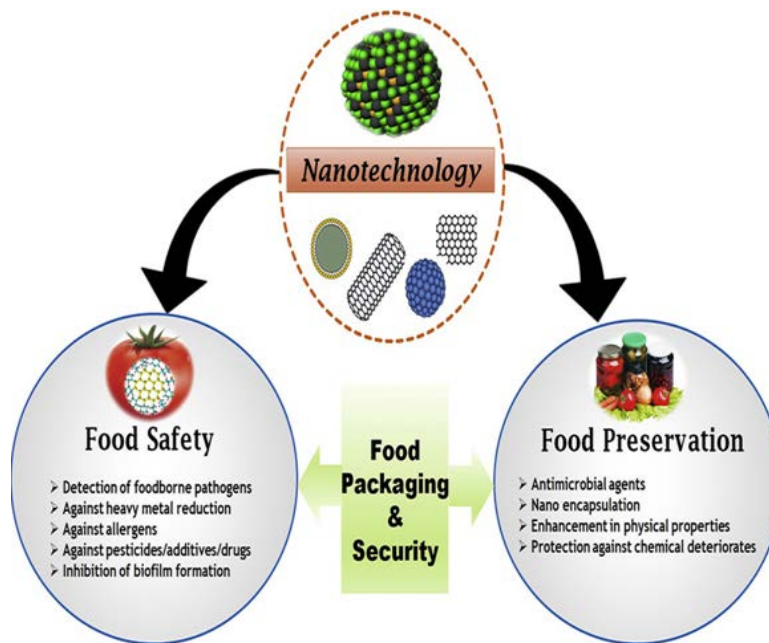 Nanotechnology
Food Safety
➢ Detection of foodborne pathogens
➢ Against heavy metal reduction
➢ Against allergens
➢ Against pesticides/additives/drugs
➢ Inhibition of biofilm formation
Food
Packaging
&
Security
Food Preservation
➢ Antimicrobial agents
➢ Nano encapsulation
➢ Enhancement in physical properties
➢ Protection against chemical deteriorates